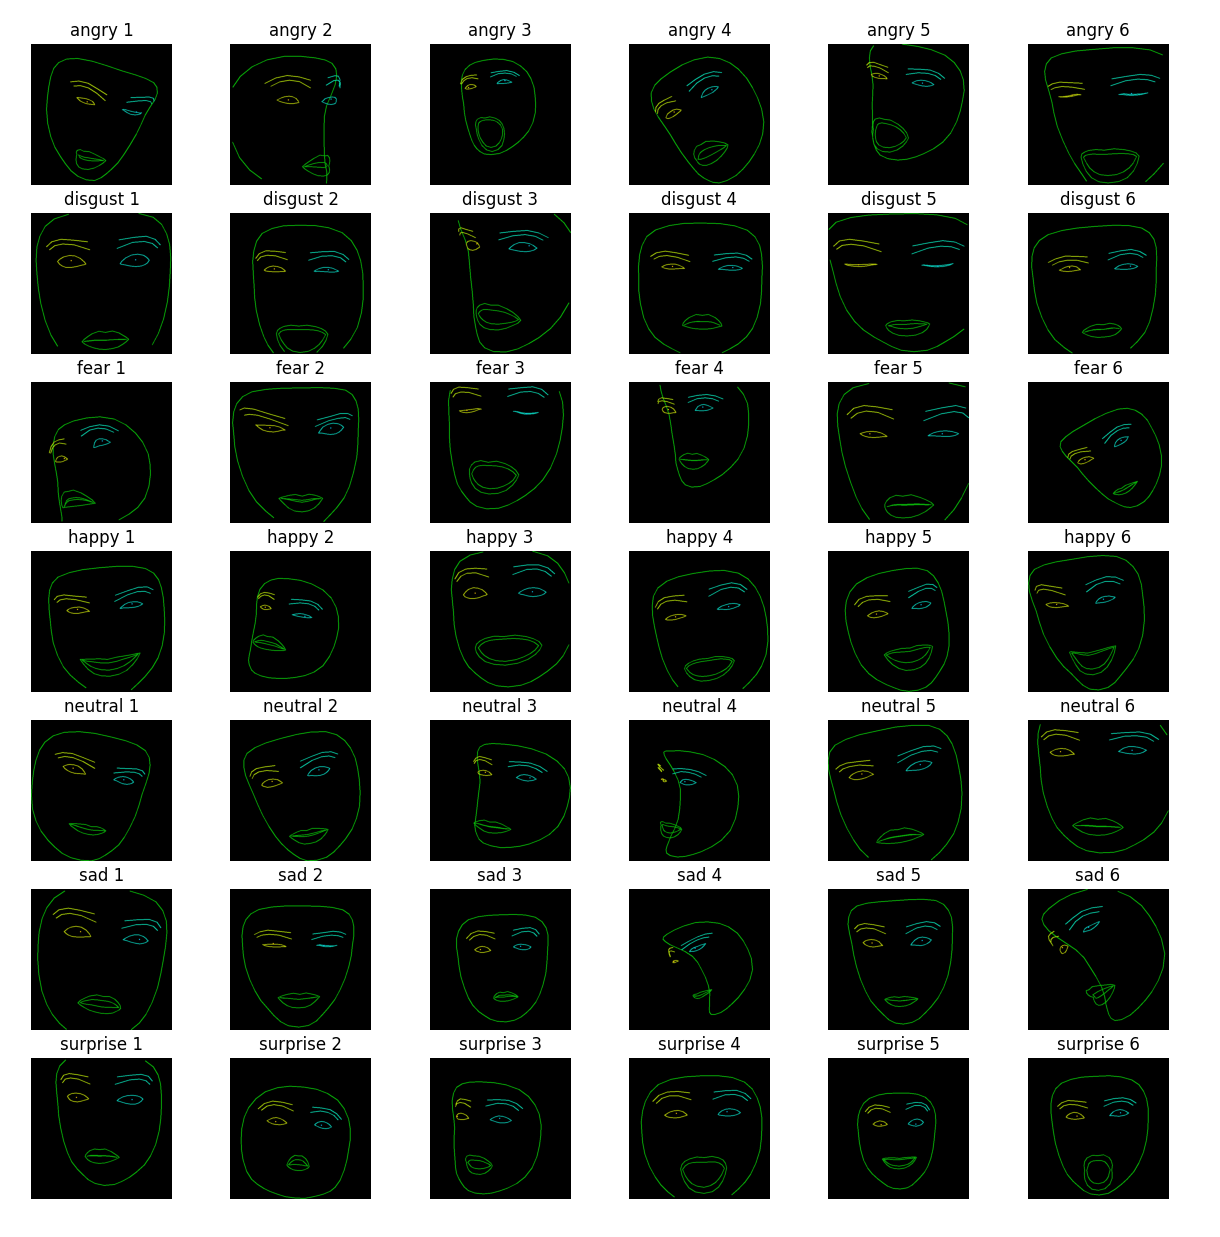 angry 1 angry 2 angry 3 angry 4 angry 5 angry 6
disgust 1 disgust 2 disgust 3 disgust 4 disgust 5 disgust 6
fear 1 fear 2 fear 3 fear 4 fear 5 fear 6
happy 1 happy 2 happy 3 happy 4 happy 5 happy 6
neutral 1 neutral 2 neutral 3 neutral 4 neutral 5 neutral 6
sad 1 sad 2 sad 3 sad 4 sad 5 sad 6
surprise 1 surprise 2 surprise 3 surprise 4 surprise 5 surprise 6